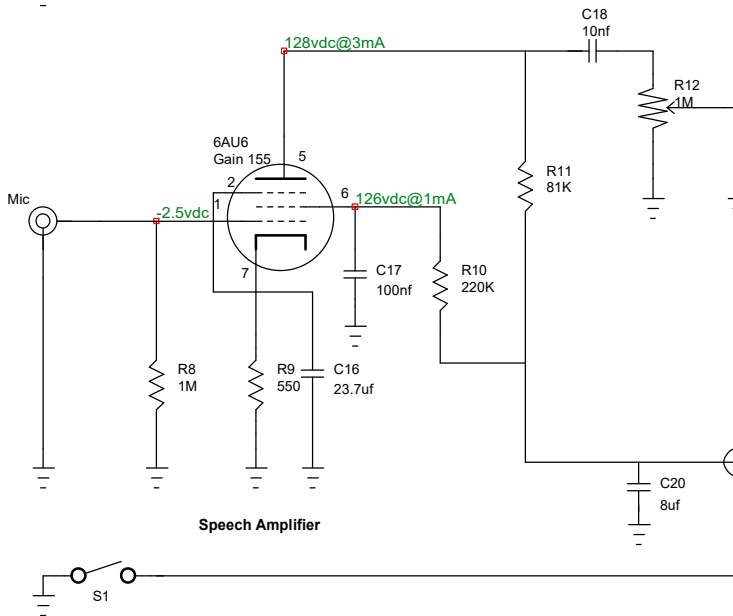 C18
10nf
128vdc@3mA
R12
1M
6AU6
Gain 155
5
R11
81K
2
6
Mic
1
-2.5vdc
126vdc@1mA
7
C17
100nf
R10
220K
R8
1M
R9
550
C16
23.7uf
C20
8uf
Speech Amplifier
S1